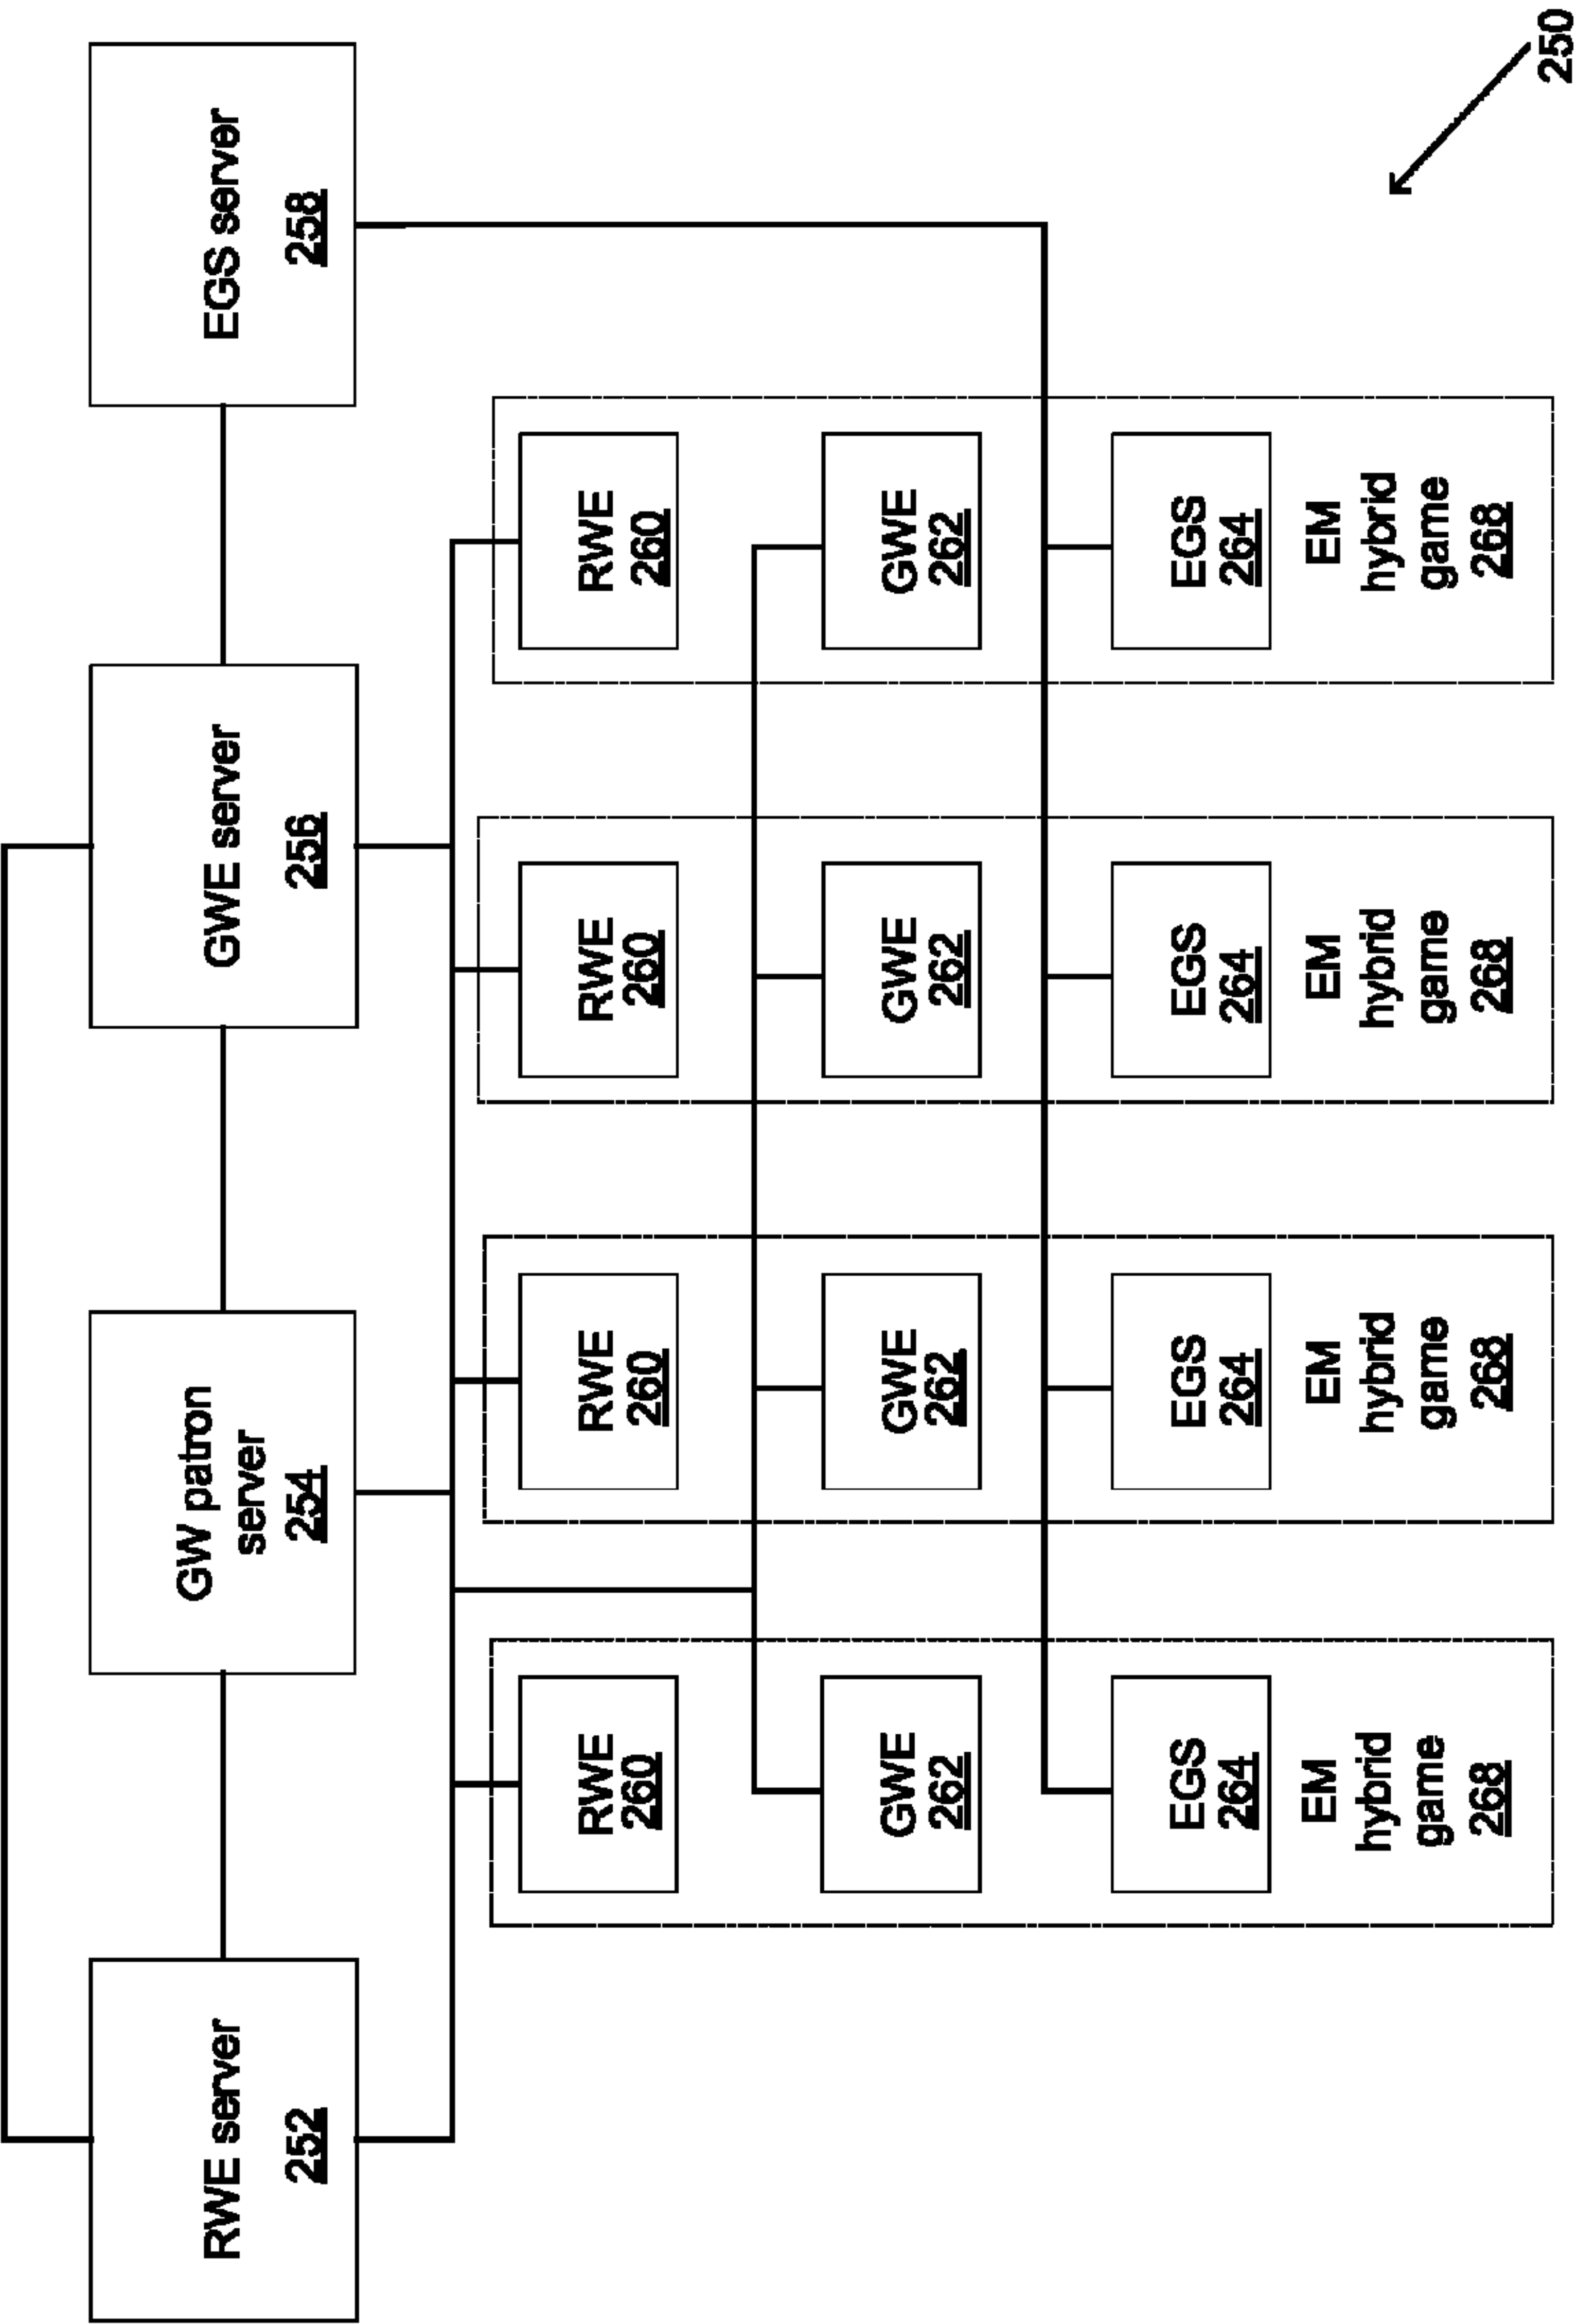 RWE server
252
GW patron
server
254
GWE server
256
EGS server
258
RWE
260
RWE
260
RWE
260
RWE
260
GWE
262
GWE
262
GWE
262
GWE
262
EGS
264
EGS
264
EGS
264
EGS
264
EM
hybrid
game
268
EM
hybrid
game
268
EM
hybrid
game
268
EM
hybrid
game
268
250